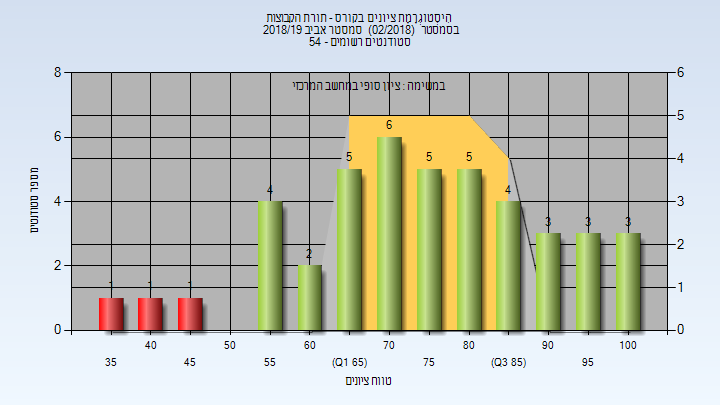 היסטוגרמת ציונים בקורס - תורת הקבוצות
בסמסטר (02/2018) סמסטר אביב 2018/19
סטודנטים רשומים - 54
במשימה : ציון סופי במחשב המרכזי
8 6
5
6
4
4 3
2
2
1
0 0
מספר סטודנטים
1 1 1 4 2 5 6 5 5 4 3 3 3
40 50 60 70 80 90 100
35 45 55 (Q1 65) 75 (Q3 85) 95
טווח ציונים